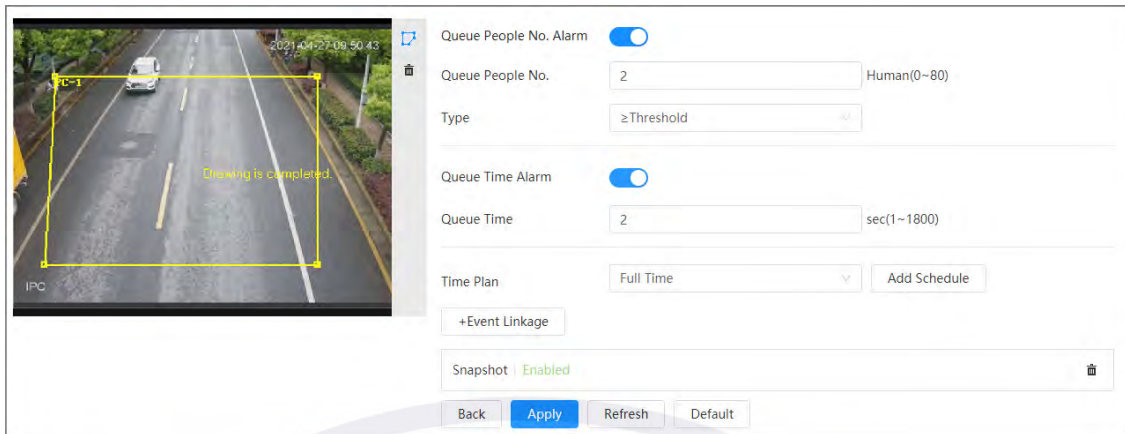 2021-04-27 09:50:43
PC-1
Drawing is completed.
IPC
Queue People No. Alarm
Queue People No. 2 Human(0~80)
Type ≥Threshold
Queue Time Alarm
Queue Time 2 sec(1~1800)
Time Plan Full Time Add Schedule
+Event Linkage
Snapshot Enabled
Back Apply Refresh Default